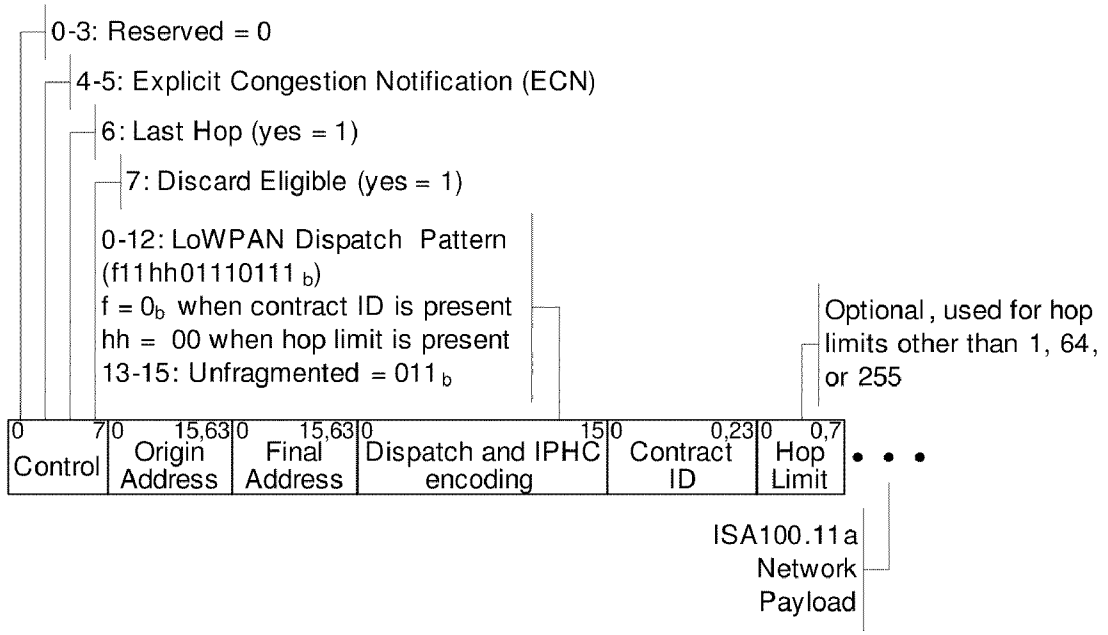 0-3: Reserved = 0
4-5: Explicit Congestion Notification (ECN)
6: Last Hop (yes = 1)
7: Discard Eligible (yes = 1)
0-12: LoWPAN Dispatch Pattern
(f11hh01110111 b)
f = 0b when contract ID is present
hh = 00 when hop limit is present
13-15: Unfragmented = 011 b
Optional, used for hop
limits other than 1, 64,
or 255
0 7 0 15,63 0 15,63 0 15 0 0,23 0 0,7
Control Origin Final Dispatch and IPHC Contract Hop
Address Address encoding ID Limit
ISA100.11a
Network
Payload